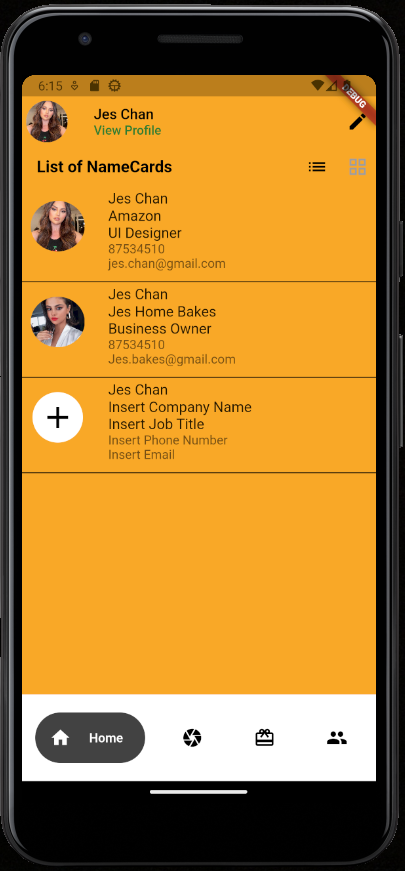 6:15
DEBUG
Jes Chan
View Profile
List of NameCards
Jes Chan
Amazon
UI Designer
87534510
jes.chan@gmail.com
Jes Chan
Jes Home Bakes
Business Owner
87534510
Jes.bakes@gmail.com
Jes Chan
Insert Company Name
Insert Job Title
Insert Phone Number
Insert Email
Home